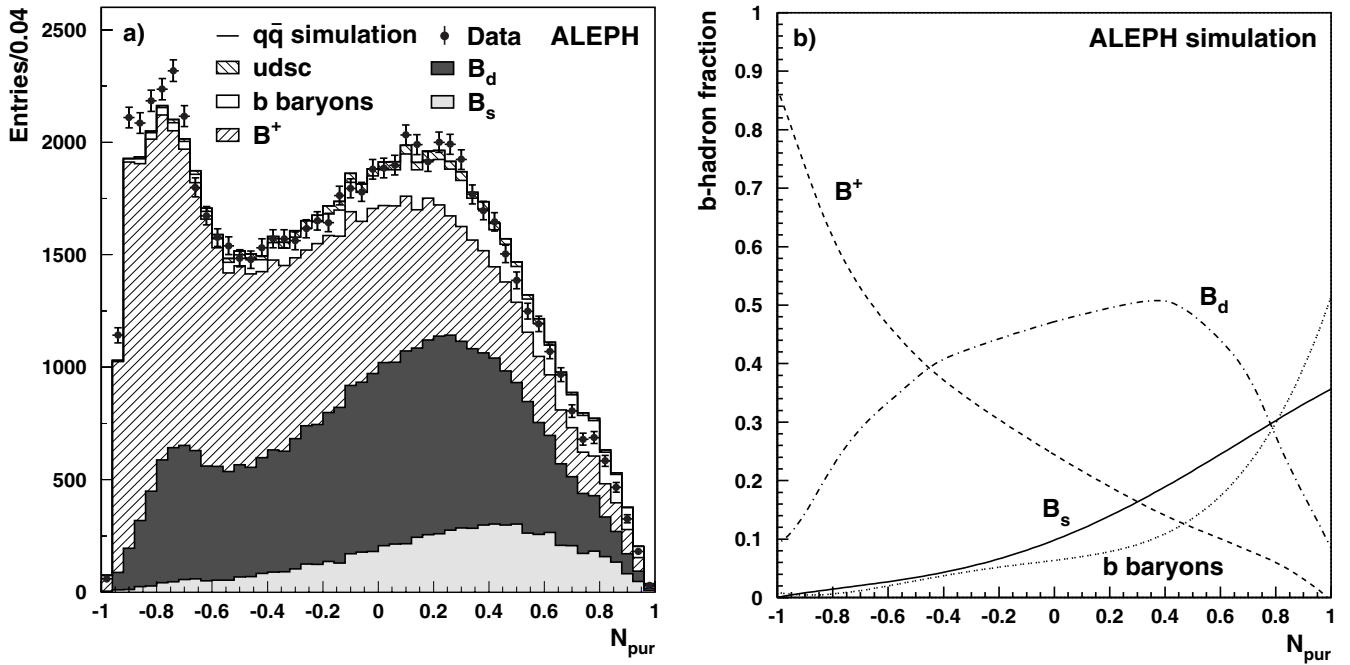 Entries/0.04
a)
qq̄ simulation
udsc
b baryons
B⁺
Data
B_d
B_s
ALEPH
2500
2000
1500
1000
500
0
-1 -0.8 -0.6 -0.4 -0.2 0 0.2 0.4 0.6 0.8 1
N_pur
b-hadron fraction
b)
ALEPH simulation
1
0.9
0.8
0.7
0.6
0.5
0.4
0.3
0.2
0.1
0
B⁺
B_d
B_s
b baryons
-1 -0.8 -0.6 -0.4 -0.2 0 0.2 0.4 0.6 0.8 1
N_pur